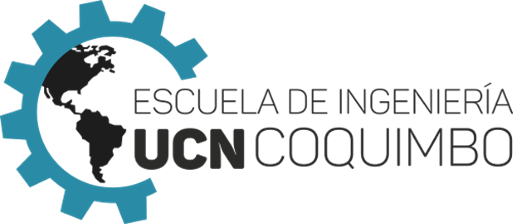 ESCUELA DE INGENIERÍA
UCN COQUIMBO